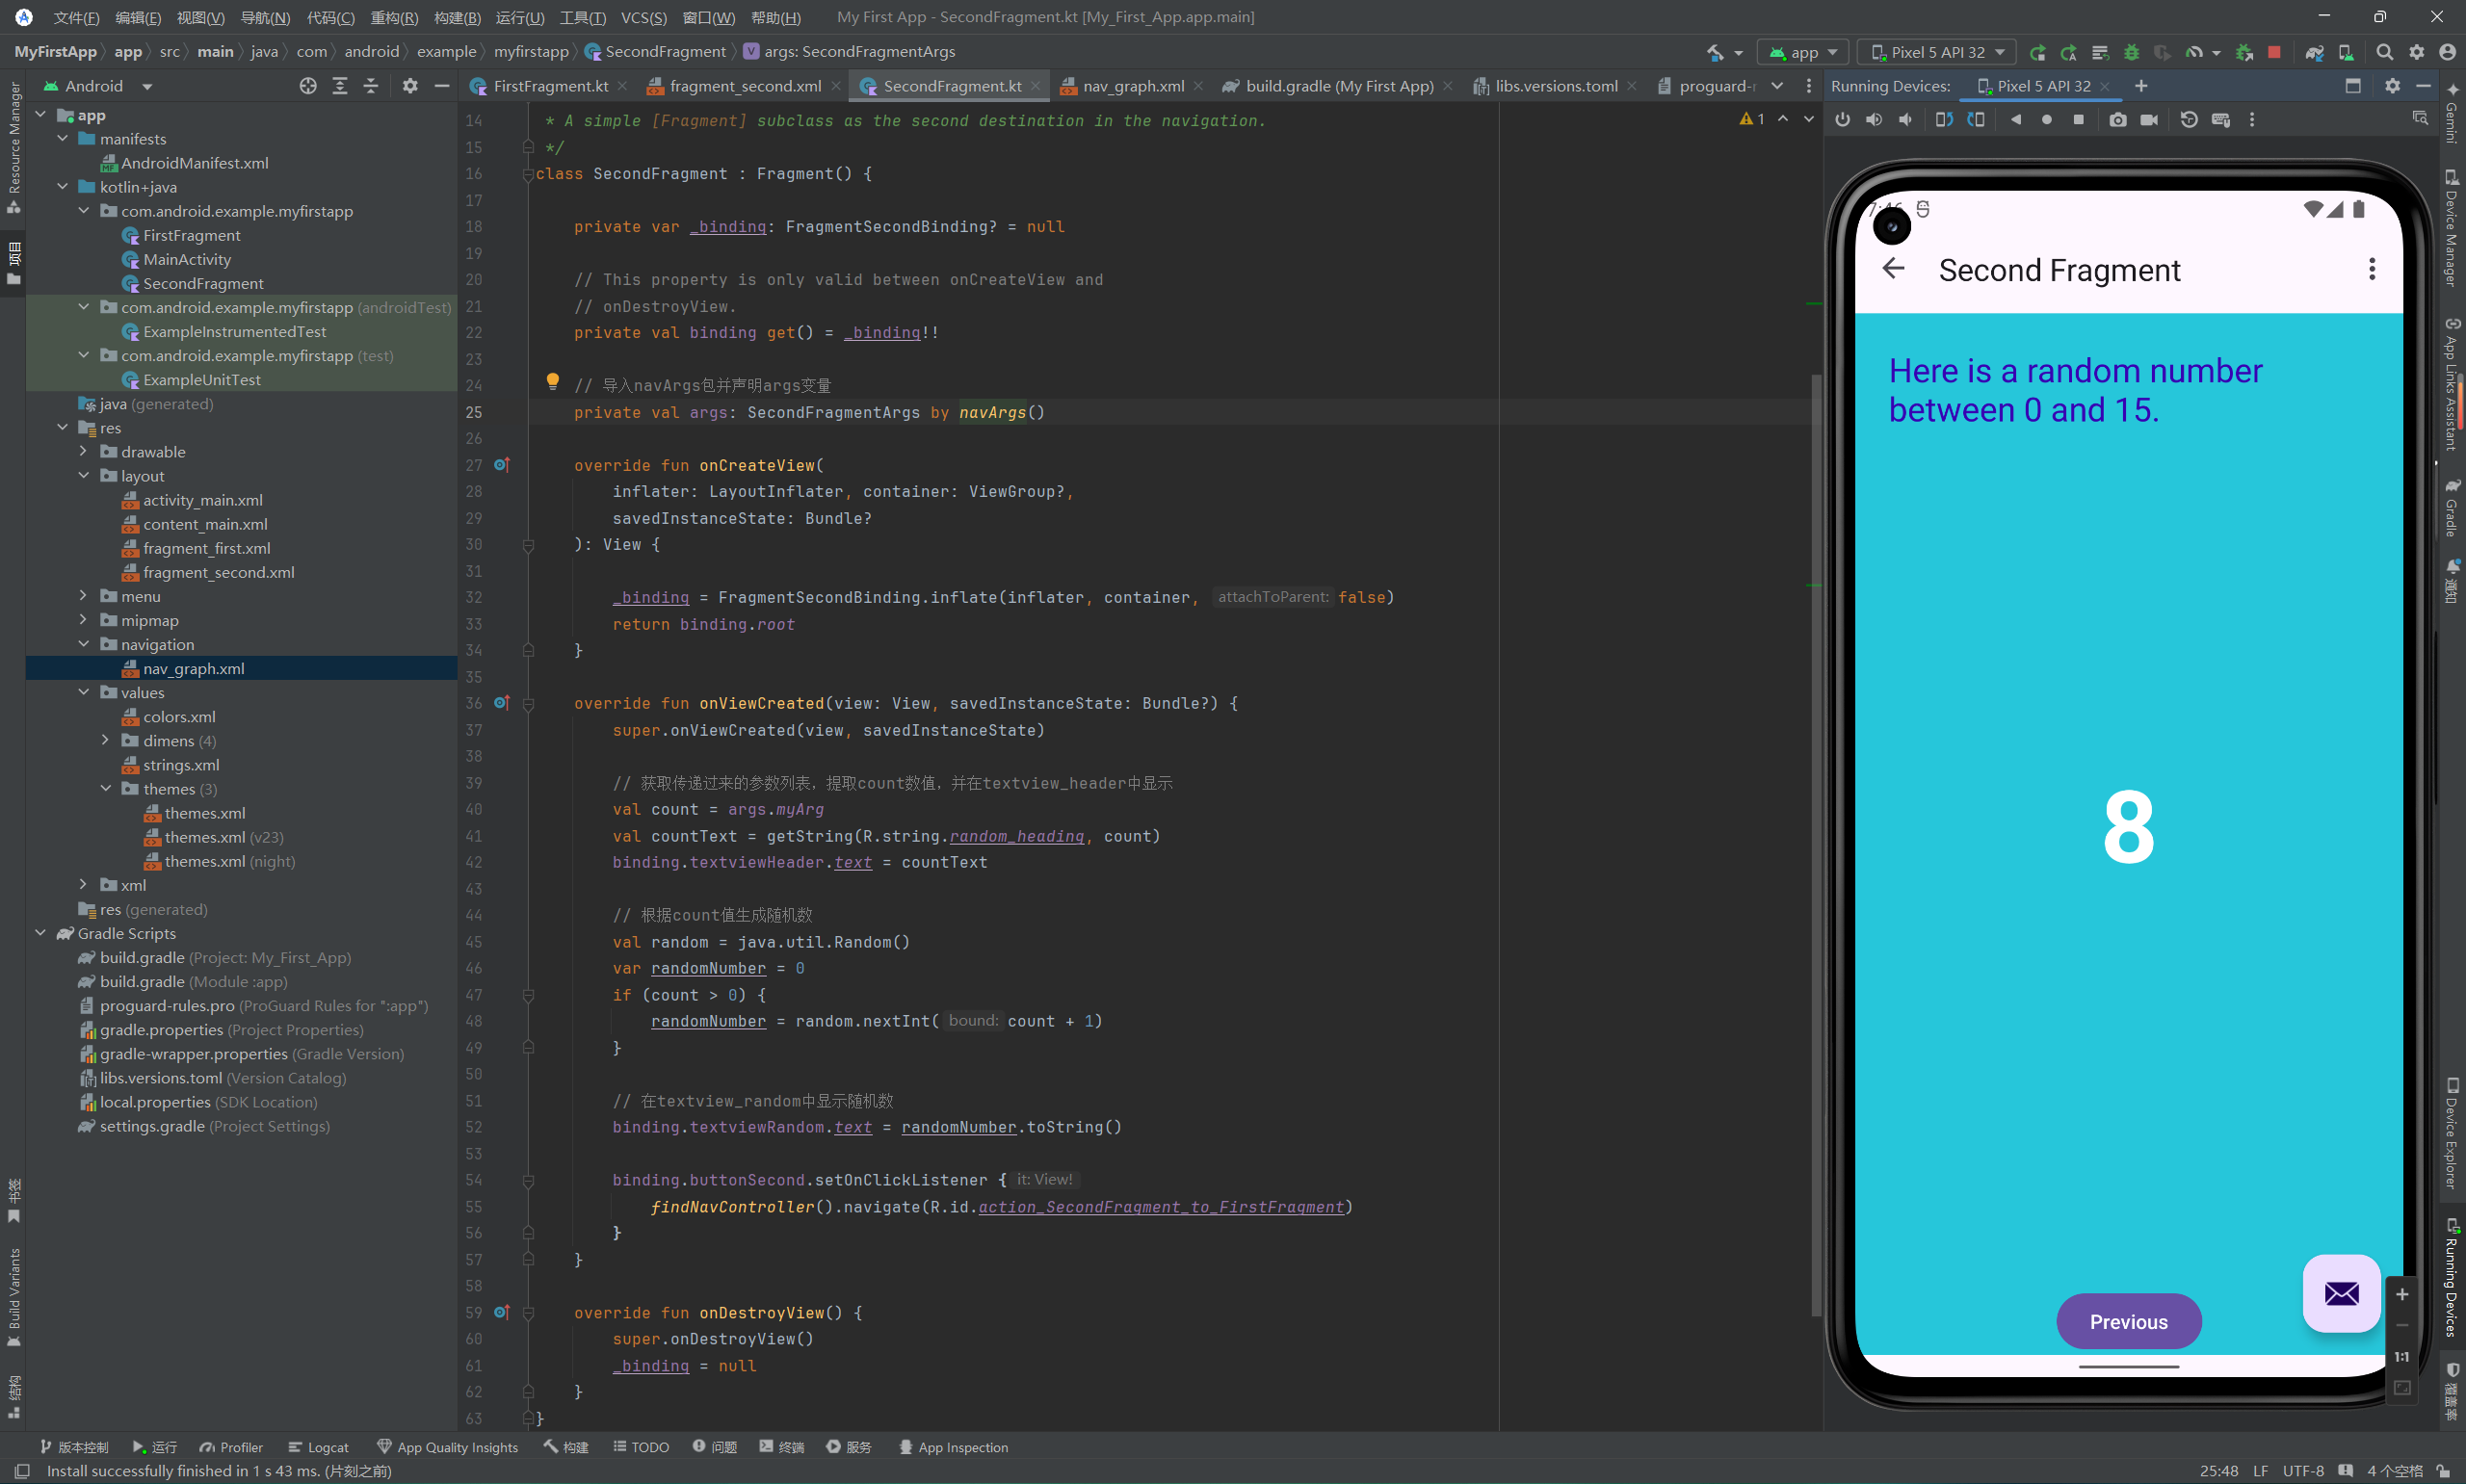 文件(F) 编辑(E) 视图(V) 导航(N) 代码(C) 重构(R) 构建(B) 运行(U) 工具(T) VCS(S) 窗口(W) 帮助(H) My First App - SecondFragment.kt [My_First_App.app.main]
MyFirstApp app src main java com android example myfirstapp SecondFragment args: SecondFragmentArgs app Pixel 5 API 32
Android FirstFragment.kt fragment_second.xml SecondFragment.kt nav_graph.xml build.gradle (My First App) libs.versions.toml proguard-r Running Devices: Pixel 5 API 32
Resource Manager
项目
书签
Build Variants
结构
app
manifests
AndroidManifest.xml
kotlin+java
com.android.example.myfirstapp
FirstFragment
MainActivity
SecondFragment
com.android.example.myfirstapp (androidTest)
ExampleInstrumentedTest
com.android.example.myfirstapp (test)
ExampleUnitTest
java (generated)
res
drawable
layout
activity_main.xml
content_main.xml
fragment_first.xml
fragment_second.xml
menu
mipmap
navigation
nav_graph.xml
values
colors.xml
dimens (4)
strings.xml
themes (3)
themes.xml
themes.xml (v23)
themes.xml (night)
xml
res (generated)
Gradle Scripts
build.gradle (Project: My_First_App)
build.gradle (Module :app)
proguard-rules.pro (ProGuard Rules for ":app")
gradle.properties (Project Properties)
gradle-wrapper.properties (Gradle Version)
libs.versions.toml (Version Catalog)
local.properties (SDK Location)
settings.gradle (Project Settings)
1
14 * A simple [Fragment] subclass as the second destination in the navigation.
15 */
16 class SecondFragment : Fragment() {
17
18 private var _binding: FragmentSecondBinding? = null
19
20 // This property is only valid between onCreateView and
21 // onDestroyView.
22 private val binding get() = _binding!!
23
24 // 导入navArgs包并声明args变量
25 private val args: SecondFragmentArgs by navArgs()
26
27 override fun onCreateView(
28 inflater: LayoutInflater, container: ViewGroup?,
29 savedInstanceState: Bundle?
30 ): View {
31
32 _binding = FragmentSecondBinding.inflate(inflater, container, attachToParent: false)
33 return binding.root
34 }
35
36 override fun onViewCreated(view: View, savedInstanceState: Bundle?) {
37 super.onViewCreated(view, savedInstanceState)
38
39 // 获取传递过来的参数列表，提取count数值，并在textview_header中显示
40 val count = args.myArg
41 val countText = getString(R.string.random_heading, count)
42 binding.textviewHeader.text = countText
43
44 // 根据count值生成随机数
45 val random = java.util.Random()
46 var randomNumber = 0
47 if (count > 0) {
48 randomNumber = random.nextInt( bound: count + 1)
49 }
50
51 // 在textview_random中显示随机数
52 binding.textviewRandom.text = randomNumber.toString()
53
54 binding.buttonSecond.setOnClickListener { it: View!
55 findNavController().navigate(R.id.action_SecondFragment_to_FirstFragment)
56 }
57 }
58
59 override fun onDestroyView() {
60 super.onDestroyView()
61 _binding = null
62 }
63 }
7:46
Second Fragment
Here is a random number
between 0 and 15.
8
Previous
1:1
Gemini
Device Manager
App Links Assistant
Gradle
通知
Device Explorer
Running Devices
覆盖率
版本控制 运行 Profiler Logcat App Quality Insights 构建 TODO 问题 终端 服务 App Inspection
Install successfully finished in 1 s 43 ms. (片刻之前) 25:48 LF UTF-8 4 个空格